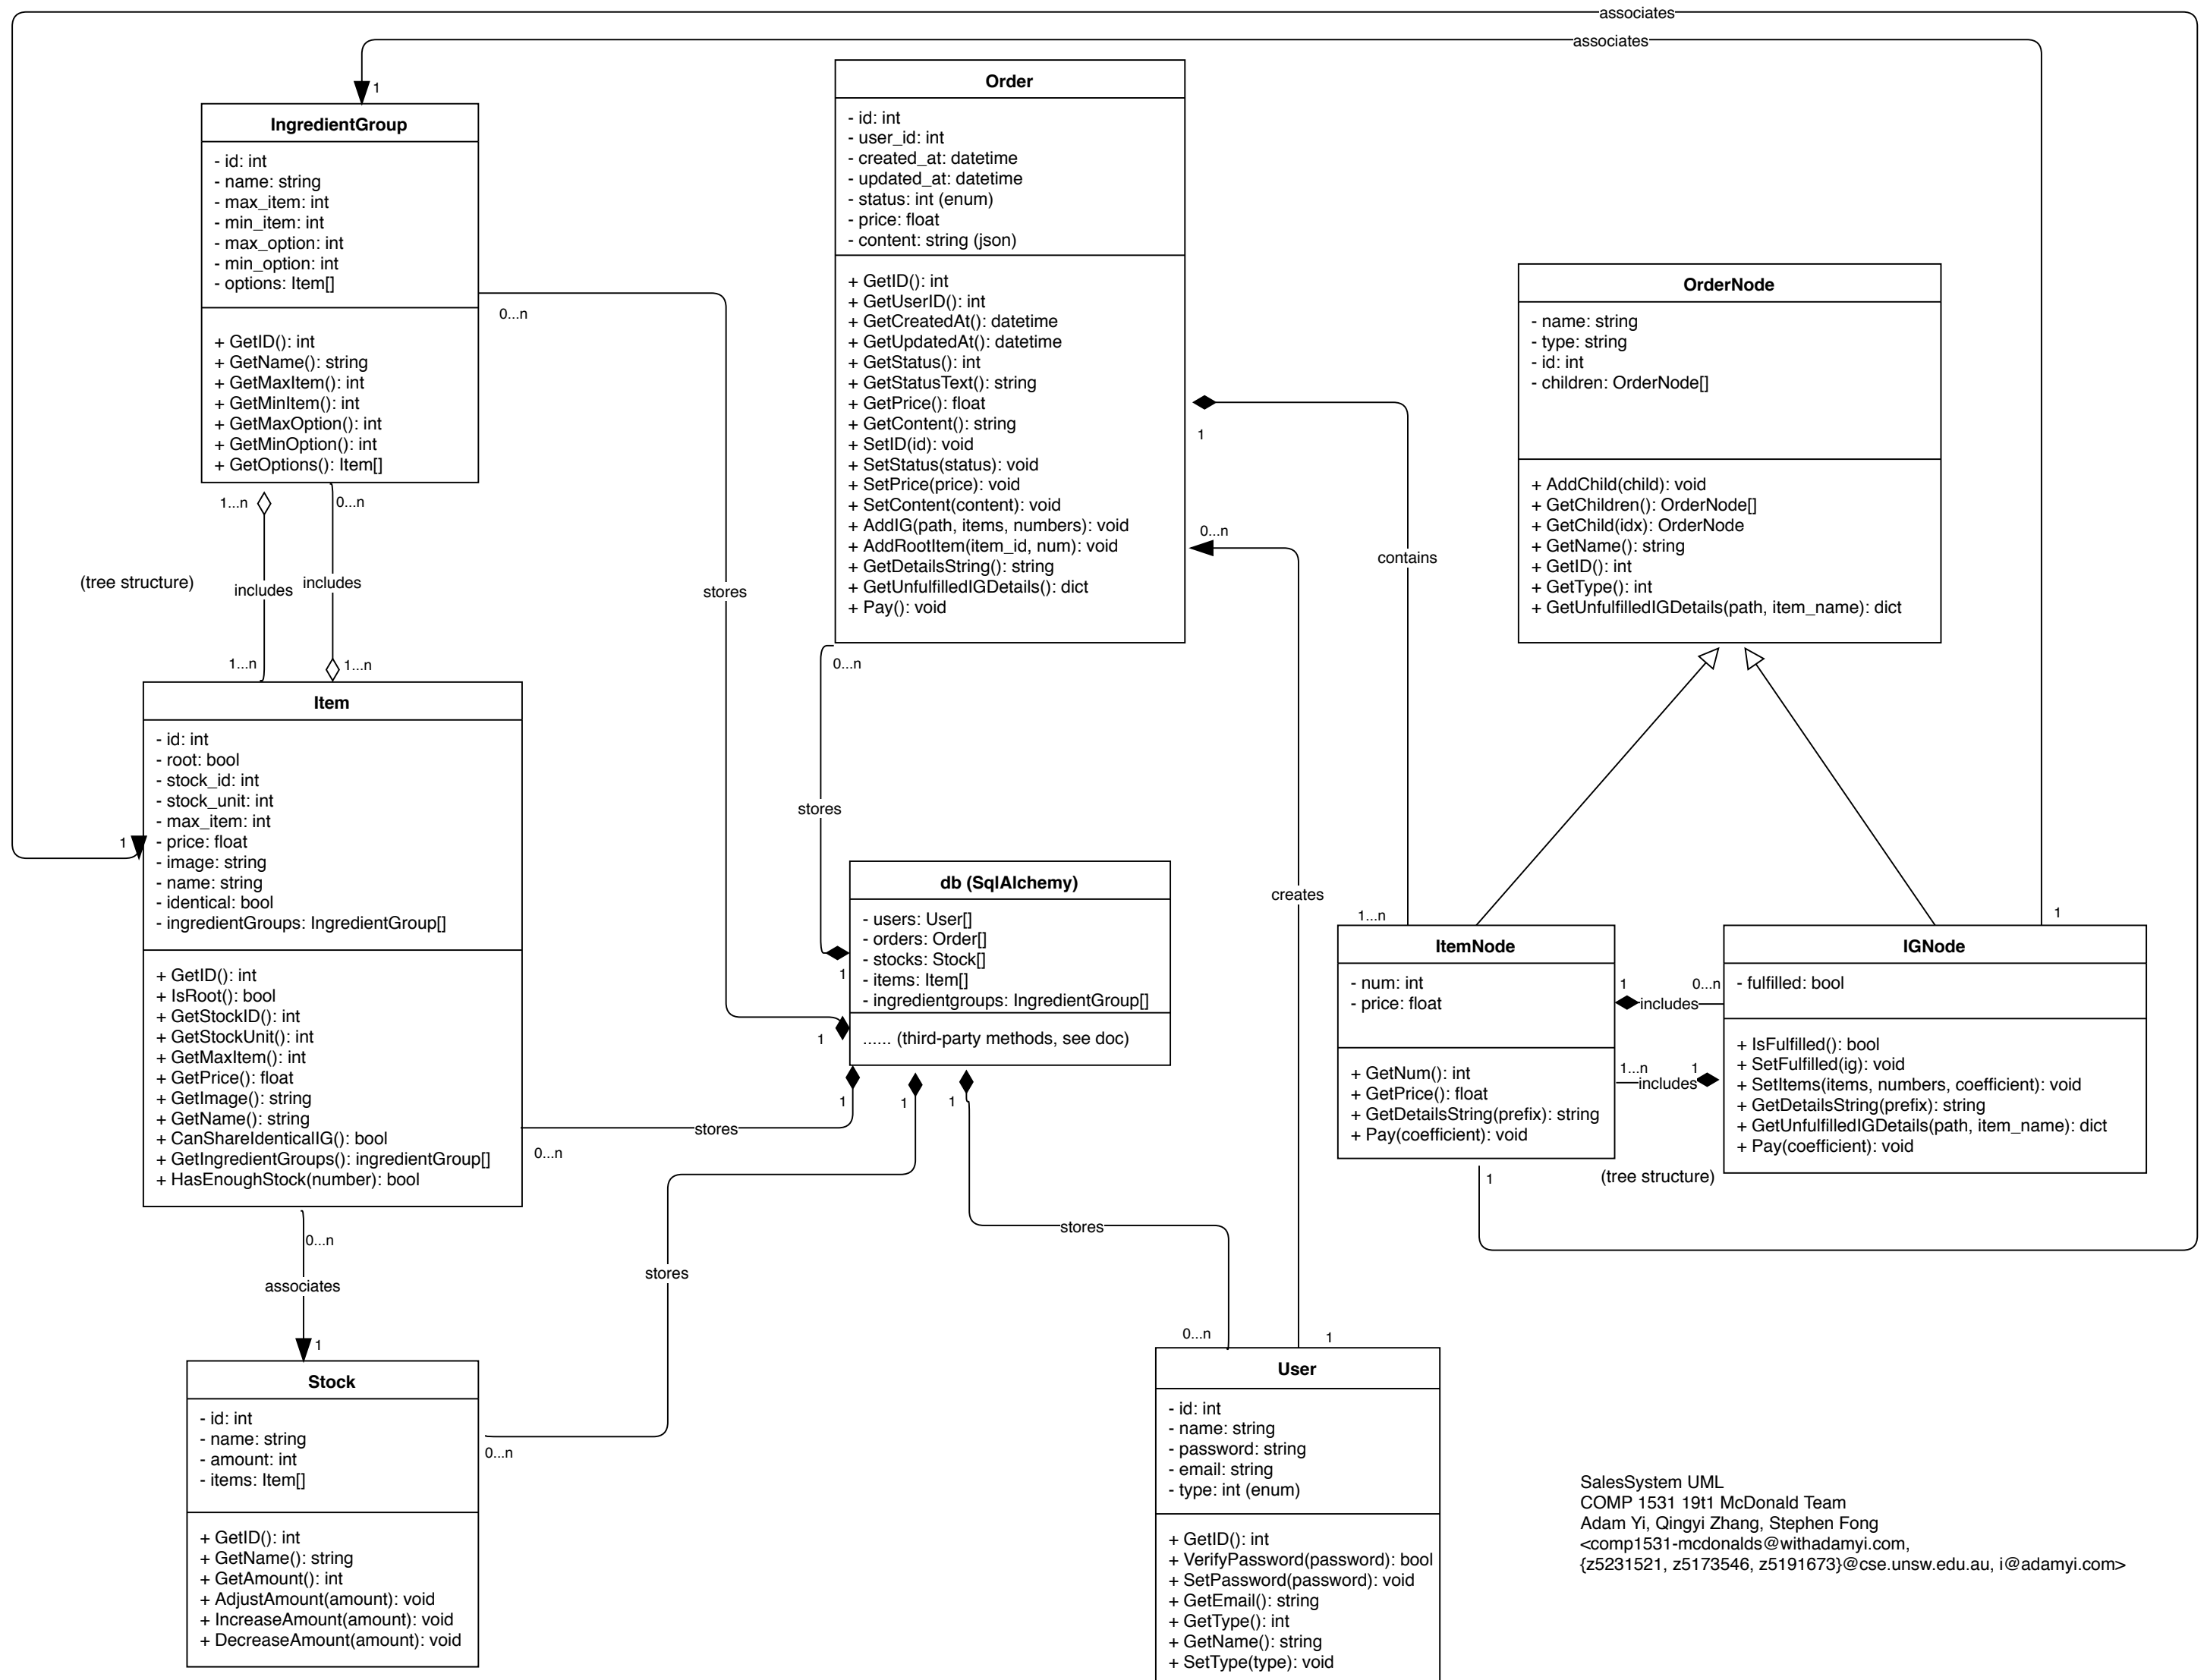 associates
associates
1
IngredientGroup
- id: int
- name: string
- max_item: int
- min_item: int
- max_option: int
- min_option: int
- options: Item[]
+ GetID(): int
+ GetName(): string
+ GetMaxItem(): int
+ GetMinItem(): int
+ GetMaxOption(): int
+ GetMinOption(): int
+ GetOptions(): Item[]
0...n
1...n
0...n
(tree structure)
includes
includes
1...n
1...n
stores
Order
- id: int
- user_id: int
- created_at: datetime
- updated_at: datetime
- status: int (enum)
- price: float
- content: string (json)
+ GetID(): int
+ GetUserID(): int
+ GetCreatedAt(): datetime
+ GetUpdatedAt(): datetime
+ GetStatus(): int
+ GetStatusText(): string
+ GetPrice(): float
+ GetContent(): string
+ SetID(id): void
+ SetStatus(status): void
+ SetPrice(price): void
+ SetContent(content): void
+ AddIG(path, items, numbers): void
+ AddRootItem(item_id, num): void
+ GetDetailsString(): string
+ GetUnfulfilledIGDetails(): dict
+ Pay(): void
1
0...n
contains
0...n
stores
creates
OrderNode
- name: string
- type: string
- id: int
- children: OrderNode[]
+ AddChild(child): void
+ GetChildren(): OrderNode[]
+ GetChild(idx): OrderNode
+ GetName(): string
+ GetID(): int
+ GetType(): int
+ GetUnfulfilledIGDetails(path, item_name): dict
Item
- id: int
- root: bool
- stock_id: int
- stock_unit: int
- max_item: int
- price: float
- image: string
- name: string
- identical: bool
- ingredientGroups: IngredientGroup[]
+ GetID(): int
+ IsRoot(): bool
+ GetStockID(): int
+ GetStockUnit(): int
+ GetMaxItem(): int
+ GetPrice(): float
+ GetImage(): string
+ GetName(): string
+ CanShareIdenticalIG(): bool
+ GetIngredientGroups(): ingredientGroup[]
+ HasEnoughStock(number): bool
1
db (SqlAlchemy)
- users: User[]
- orders: Order[]
- stocks: Stock[]
- items: Item[]
- ingredientgroups: IngredientGroup[]
...... (third-party methods, see doc)
1
1
1
1
1
stores
0...n
stores
stores
1...n
1
ItemNode
- num: int
- price: float
+ GetNum(): int
+ GetPrice(): float
+ GetDetailsString(prefix): string
+ Pay(coefficient): void
1
0...n
includes
1...n
1
includes
IGNode
- fulfilled: bool
+ IsFulfilled(): bool
+ SetFulfilled(ig): void
+ SetItems(items, numbers, coefficient): void
+ GetDetailsString(prefix): string
+ GetUnfulfilledIGDetails(path, item_name): dict
+ Pay(coefficient): void
1
(tree structure)
0...n
associates
1
Stock
- id: int
- name: string
- amount: int
- items: Item[]
+ GetID(): int
+ GetName(): string
+ GetAmount(): int
+ AdjustAmount(amount): void
+ IncreaseAmount(amount): void
+ DecreaseAmount(amount): void
0...n
0...n
1
User
- id: int
- name: string
- password: string
- email: string
- type: int (enum)
+ GetID(): int
+ VerifyPassword(password): bool
+ SetPassword(password): void
+ GetEmail(): string
+ GetType(): int
+ GetName(): string
+ SetType(type): void
SalesSystem UML
COMP 1531 19t1 McDonald Team
Adam Yi, Qingyi Zhang, Stephen Fong
<comp1531-mcdonalds@withadamyi.com,
{z5231521, z5173546, z5191673}@cse.unsw.edu.au, i@adamyi.com>